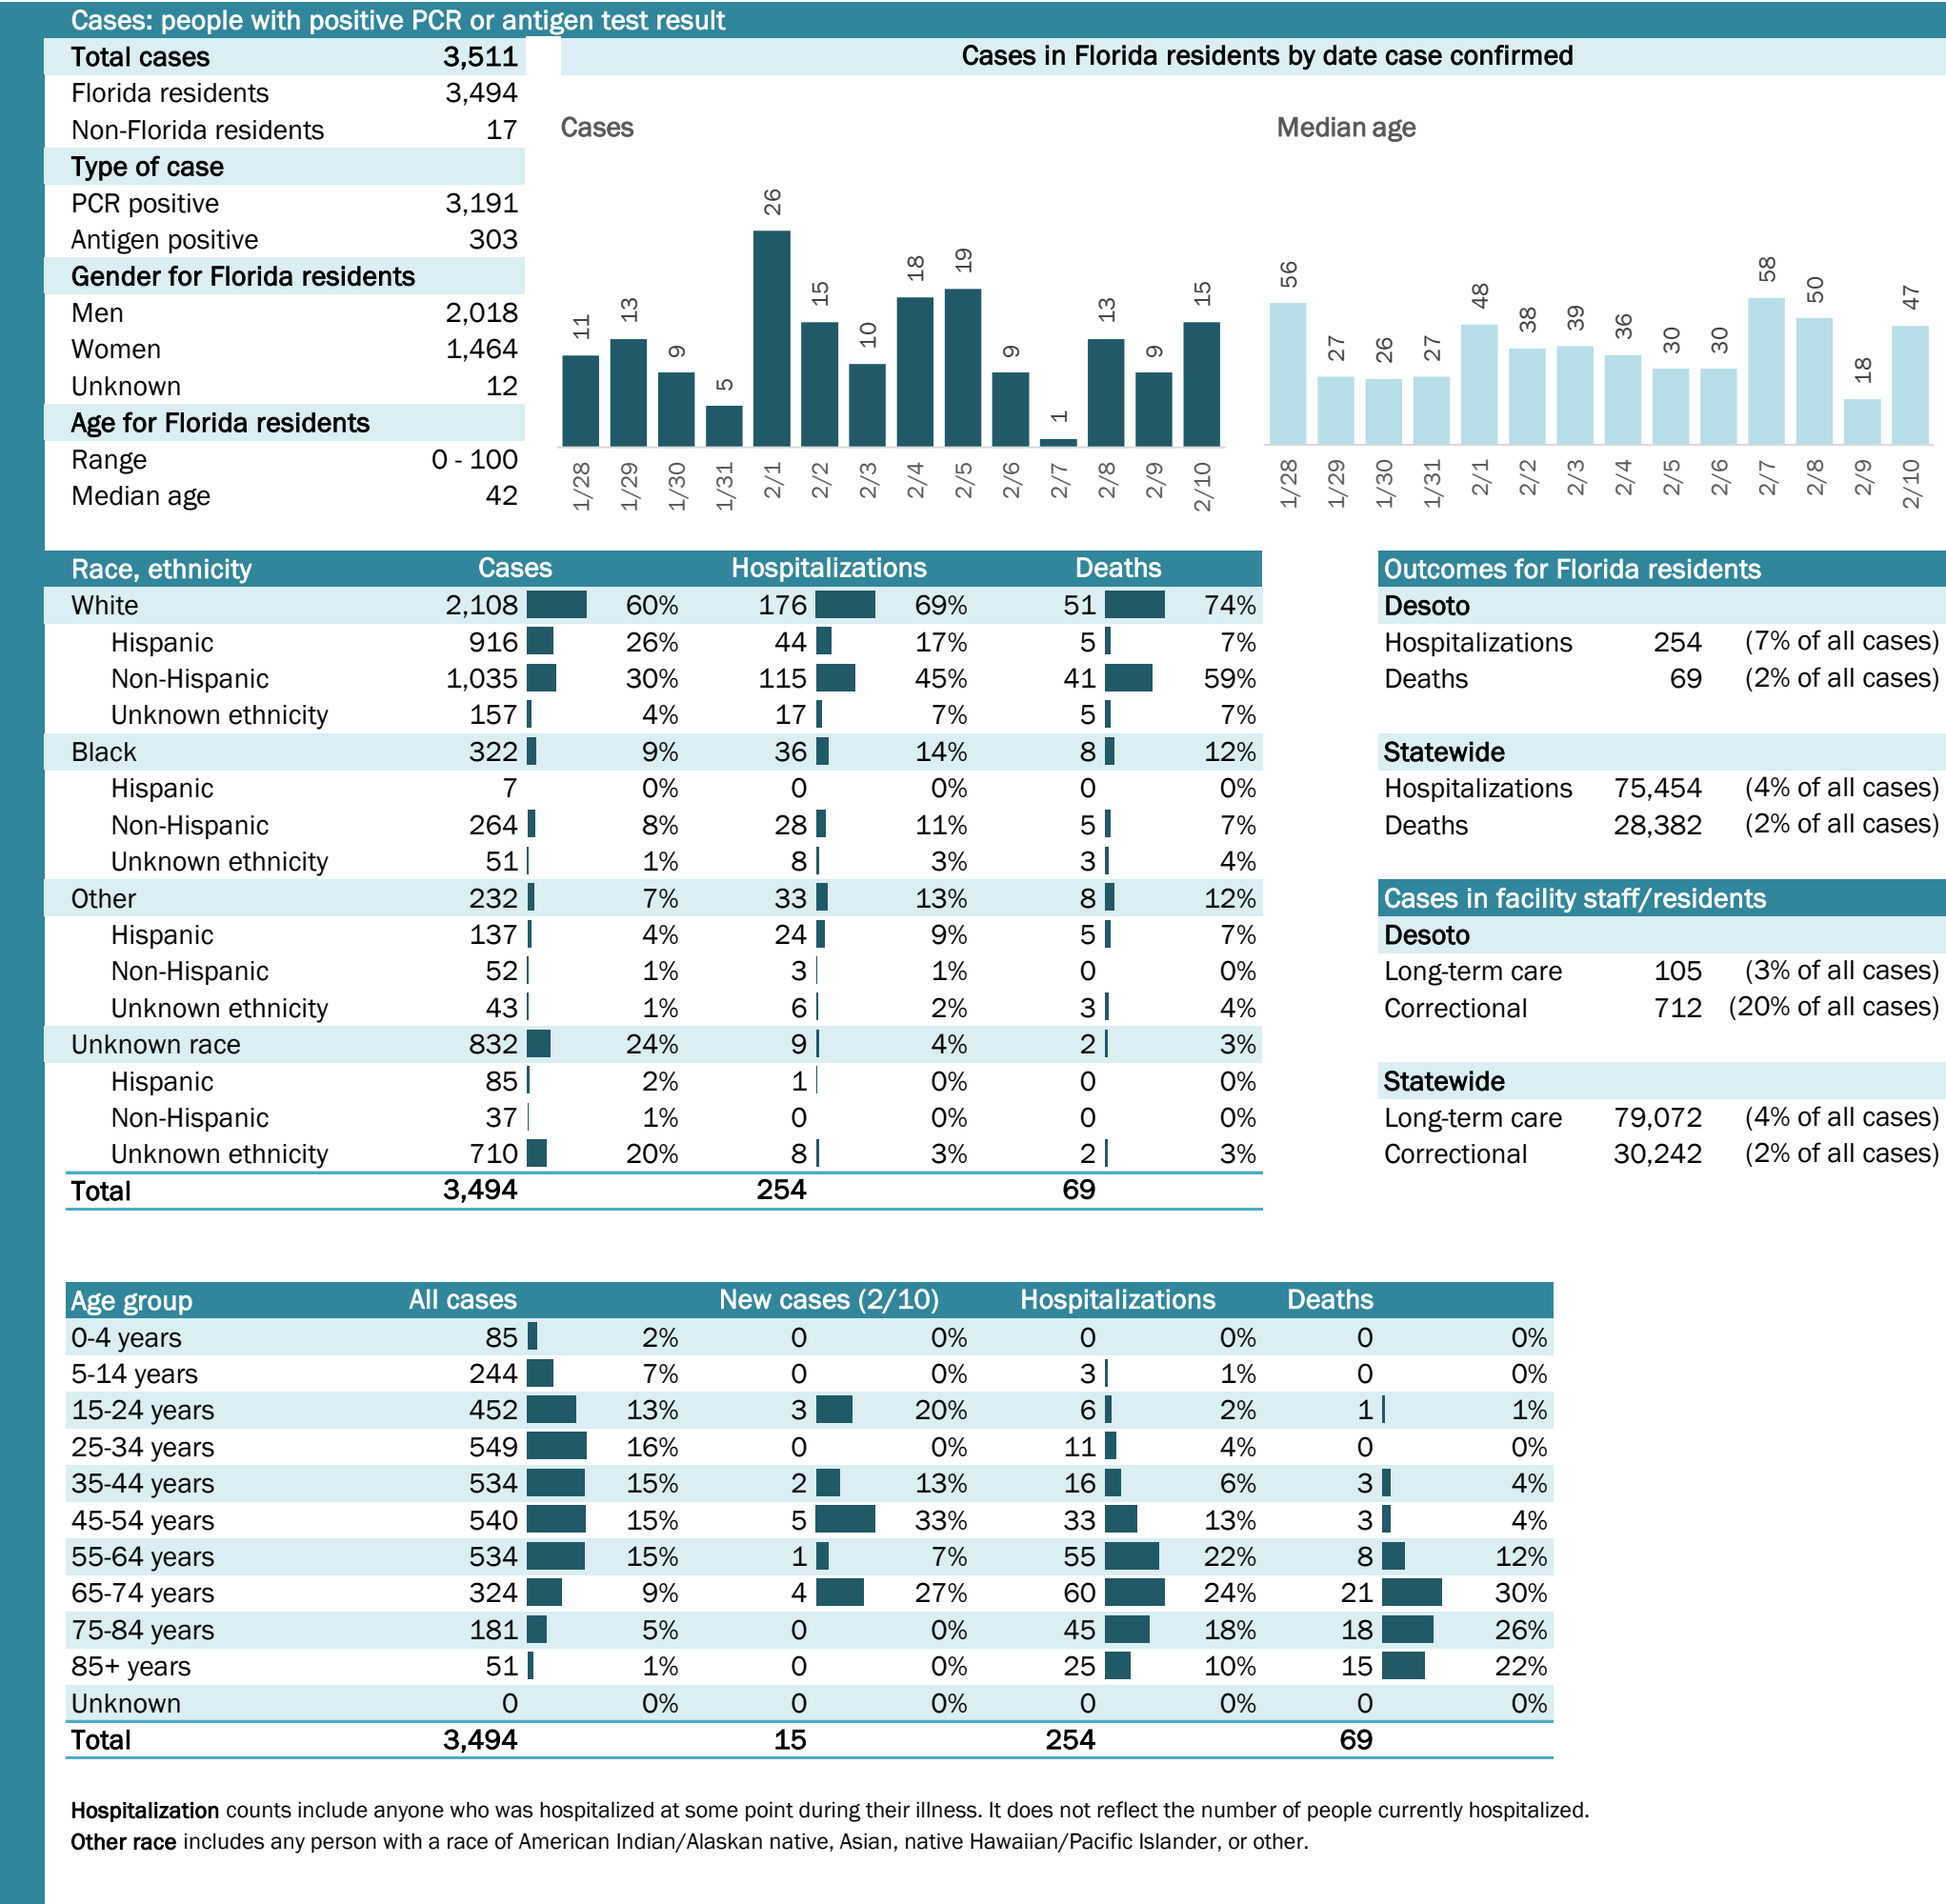 Cases: people with positive PCR or antigen test result
Total cases 3,511
Florida residents 3,494
Non-Florida residents 17
Type of case
PCR positive 3,191
Antigen positive 303
Gender for Florida residents
Men 2,018
Women 1,464
Unknown 12
Age for Florida residents
Range 0 - 100
Median age 42
Cases in Florida residents by date case confirmed
Cases
11 13 9 5 26 15 10 18 19 9 1 13 9 15
1/28 1/29 1/30 1/31 2/1 2/2 2/3 2/4 2/5 2/6 2/7 2/8 2/9 2/10
Median age
56 27 26 27 48 38 39 36 30 30 58 50 18 47
1/28 1/29 1/30 1/31 2/1 2/2 2/3 2/4 2/5 2/6 2/7 2/8 2/9 2/10
Race, ethnicity Cases Hospitalizations Deaths
White 2,108 60% 176 69% 51 74%
Hispanic 916 26% 44 17% 5 7%
Non-Hispanic 1,035 30% 115 45% 41 59%
Unknown ethnicity 157 4% 17 7% 5 7%
Black 322 9% 36 14% 8 12%
Hispanic 7 0% 0 0% 0 0%
Non-Hispanic 264 8% 28 11% 5 7%
Unknown ethnicity 51 1% 8 3% 3 4%
Other 232 7% 33 13% 8 12%
Hispanic 137 4% 24 9% 5 7%
Non-Hispanic 52 1% 3 1% 0 0%
Unknown ethnicity 43 1% 6 2% 3 4%
Unknown race 832 24% 9 4% 2 3%
Hispanic 85 2% 1 0% 0 0%
Non-Hispanic 37 1% 0 0% 0 0%
Unknown ethnicity 710 20% 8 3% 2 3%
Total 3,494 254 69
Outcomes for Florida residents
Desoto
Hospitalizations 254 (7% of all cases)
Deaths 69 (2% of all cases)
Statewide
Hospitalizations 75,454 (4% of all cases)
Deaths 28,382 (2% of all cases)
Cases in facility staff/residents
Desoto
Long-term care 105 (3% of all cases)
Correctional 712 (20% of all cases)
Statewide
Long-term care 79,072 (4% of all cases)
Correctional 30,242 (2% of all cases)
Age group All cases New cases (2/10) Hospitalizations Deaths
0-4 years 85 2% 0 0% 0 0% 0 0%
5-14 years 244 7% 0 0% 3 1% 0 0%
15-24 years 452 13% 3 20% 6 2% 1 1%
25-34 years 549 16% 0 0% 11 4% 0 0%
35-44 years 534 15% 2 13% 16 6% 3 4%
45-54 years 540 15% 5 33% 33 13% 3 4%
55-64 years 534 15% 1 7% 55 22% 8 12%
65-74 years 324 9% 4 27% 60 24% 21 30%
75-84 years 181 5% 0 0% 45 18% 18 26%
85+ years 51 1% 0 0% 25 10% 15 22%
Unknown 0 0% 0 0% 0 0% 0 0%
Total 3,494 15 254 69
Hospitalization counts include anyone who was hospitalized at some point during their illness. It does not reflect the number of people currently hospitalized.
Other race includes any person with a race of American Indian/Alaskan native, Asian, native Hawaiian/Pacific Islander, or other.